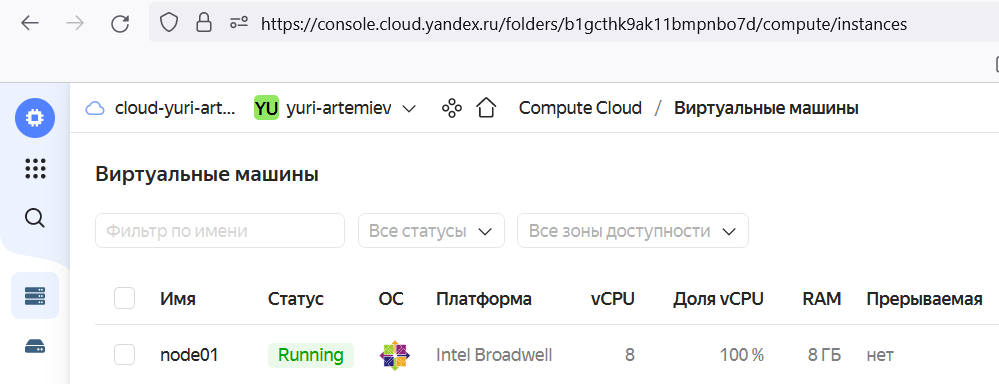 https://console.cloud.yandex.ru/folders/b1gcthk9ak11bmpnbo7d/compute/instances
cloud-yuri-art... YU yuri-artemiev Compute Cloud / Виртуальные машины
Виртуальные машины
Фильтр по имени Все статусы Все зоны доступности
Имя Статус ОС Платформа vCPU Доля vCPU RAM Прерываемая
node01 Running Intel Broadwell 8 100 % 8 ГБ нет